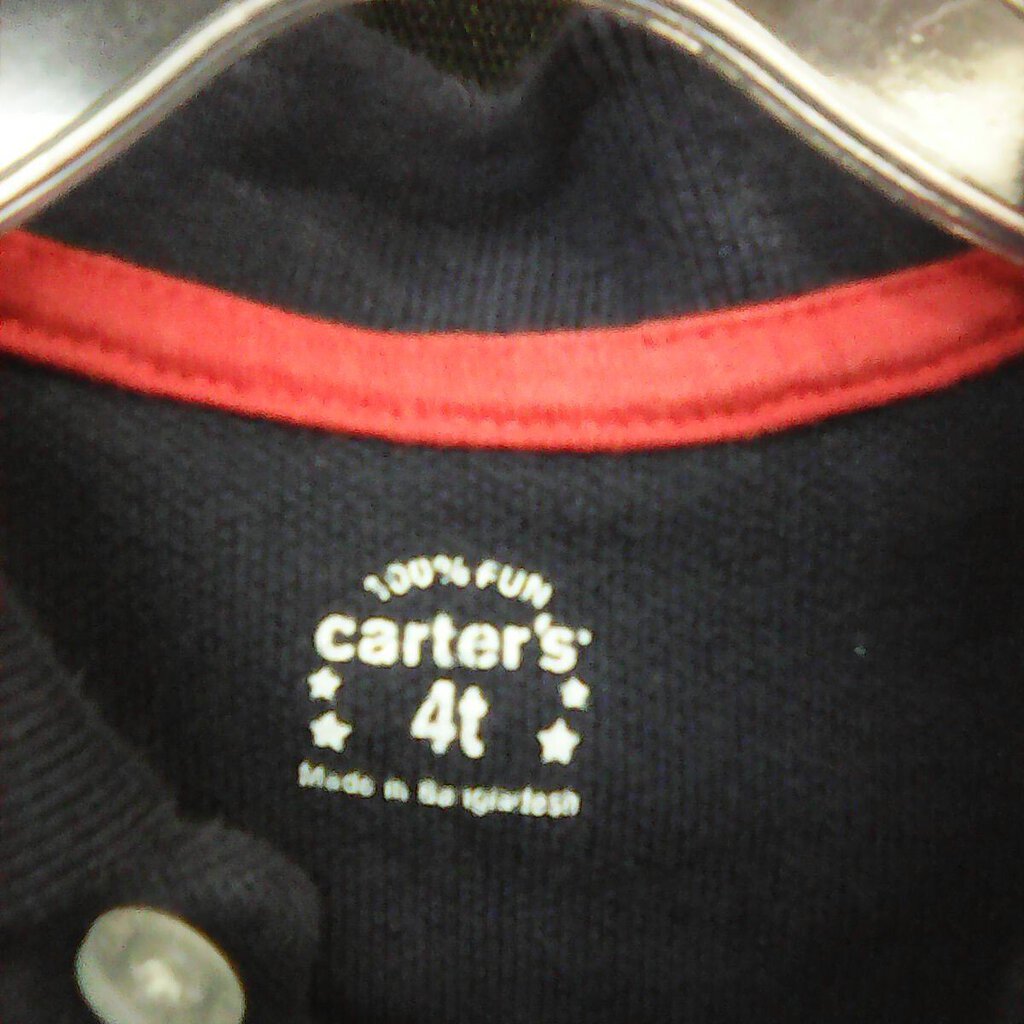 100% FUN
carter's
4t
Made in Bangladesh